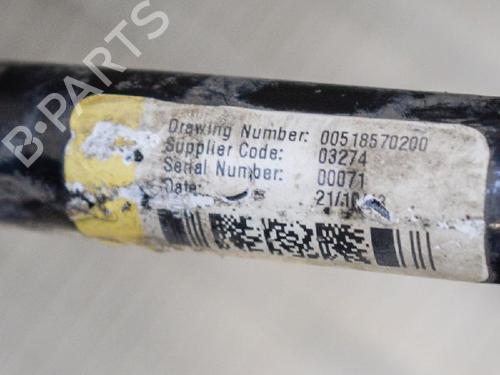 B-PARTS
Drawing Number: 00518570200
Supplier Code: 03274
Serial Number: 00071
Date: